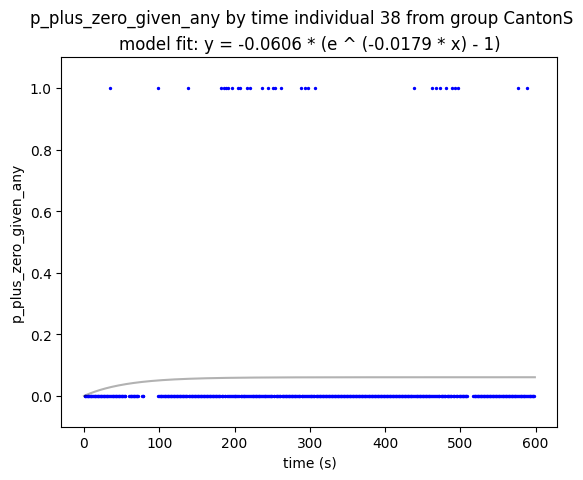 p_plus_zero_given_any by time individual 38 from group CantonS
model fit: y = -0.0606 * (e ^ (-0.0179 * x) - 1)
1.0
0.8
0.6
0.4
0.2
0.0
p_plus_zero_given_any
0 100 200 300 400 500 600
time (s)